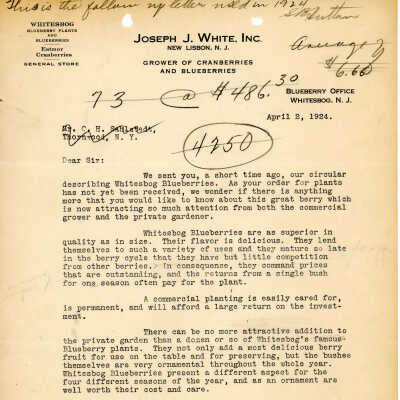 This is the follow up letter used in 1924
WHITESBOG
BLUEBERRY PLANTS
AND
BLUEBERRIES
Esthor
Cranberries
GENERAL STORE
JOSEPH J. WHITE, INC.
NEW LISBON, N. J.
GROWER OF CRANBERRIES
AND BLUEBERRIES
Average of
$6.66
73 @ $486.30
BLUEBERRY OFFICE
WHITESBOG, N. J.
April 2, 1924.
Mr. C. H. Sahlstedt,
Thornwood, N. Y.
4250
Dear Sir:
We sent you, a short time ago, our circular
describing Whitesbog Blueberries. As your order for plants
has not yet been received, we wonder if there is anything
more that you would like to know about this great berry which
is now attracting so much attention from both the commercial
grower and the private gardener.
Whitesbog Blueberries are as superior in
quality as in size. Their flavor is delicious. They lend
themselves to such a variety of uses and they mature so late
in the berry cycle that they have but little competition
from other berries. In consequence, they command prices
that are outstanding, and the returns from a single bush
for one season often pay for the plant.
A commercial planting is easily cared for,
is permanent, and will afford a large return on the invest-
ment.
There can be no more attractive addition to
the private garden than a dozen or so of Whitesbog's famous
Blueberry plants. They not only add a most delicious berry
fruit for use on the table and for preserving, but the bushes
themselves are very ornamental throughout the whole year.
Whitesbog Blueberries present a different aspect for the
four different seasons of the year, and as an ornament are
well worth their cost and care.